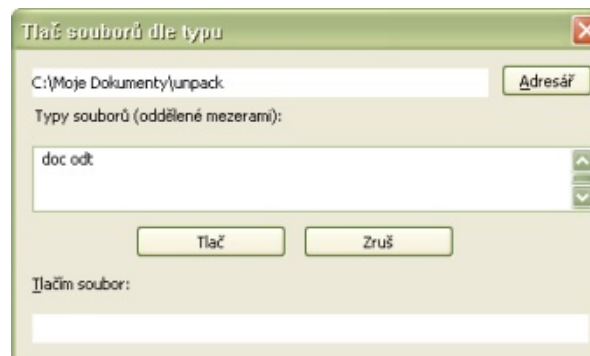 Tlač souborů dle typu
C:\Moje Dokumenty\unpack
Adresář
Typy souborů (oddělené mezerami):
doc odt
Tlač
Zruš
Tlačím soubor: